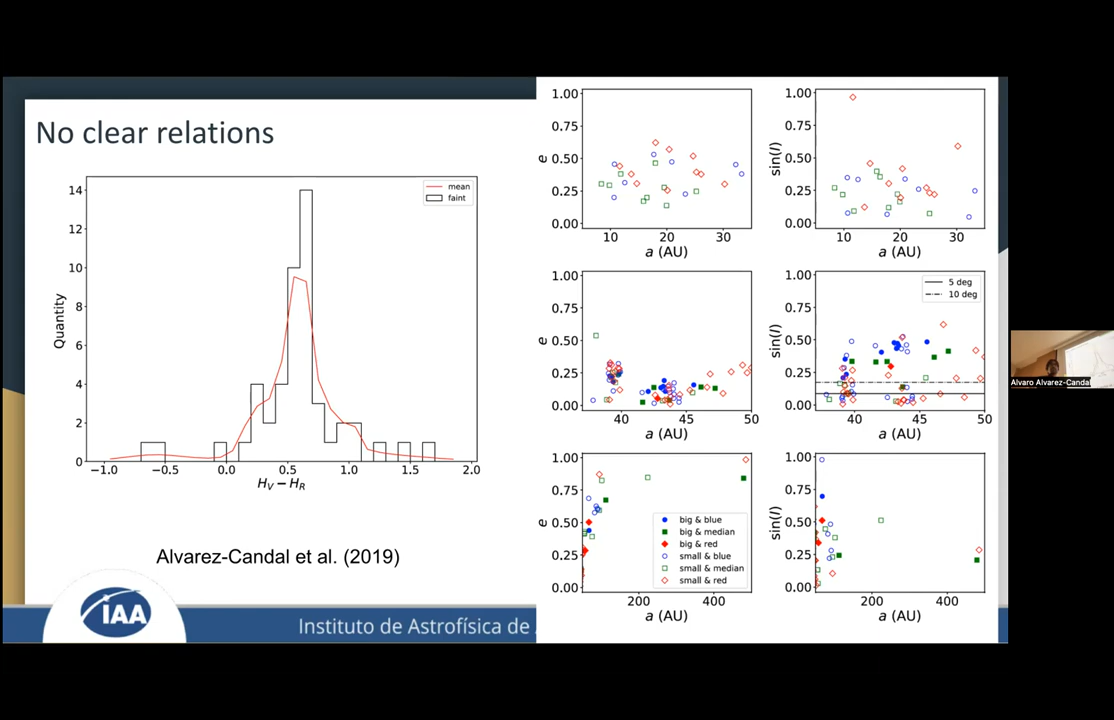 No clear relations
14
12
10
8
6
4
2
0
Quantity
−1.0 −0.5 0.0 0.5 1.0 1.5 2.0
H_V − H_R
mean
faint
Alvarez-Candal et al. (2019)
IAA
Instituto de Astrofísica de
1.00
0.75
0.50
0.25
0.00
e
10 20 30
a (AU)
1.00
0.75
0.50
0.25
0.00
sin(I)
10 20 30
a (AU)
1.00
0.75
0.50
0.25
0.00
e
40 45 50
a (AU)
1.00
0.75
0.50
0.25
0.00
sin(I)
5 deg
10 deg
40 45 50
a (AU)
1.00
0.75
0.50
0.25
0.00
e
big & blue
big & median
big & red
small & blue
small & median
small & red
200 400
a (AU)
1.00
0.75
0.50
0.25
0.00
sin(I)
200 400
a (AU)
Alvaro Alvarez-Candal